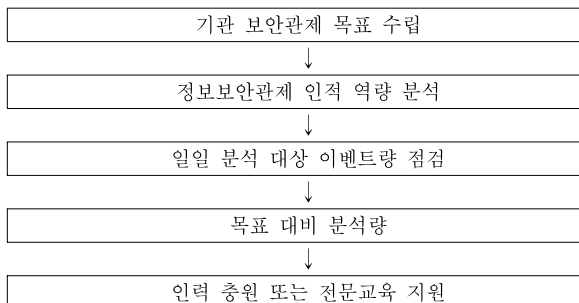 기관 보안관제 목표 수립
정보보안관제 인적 역량 분석
일일 분석 대상 이벤트량 점검
목표 대비 분석량
인력 충원 또는 전문교육 지원